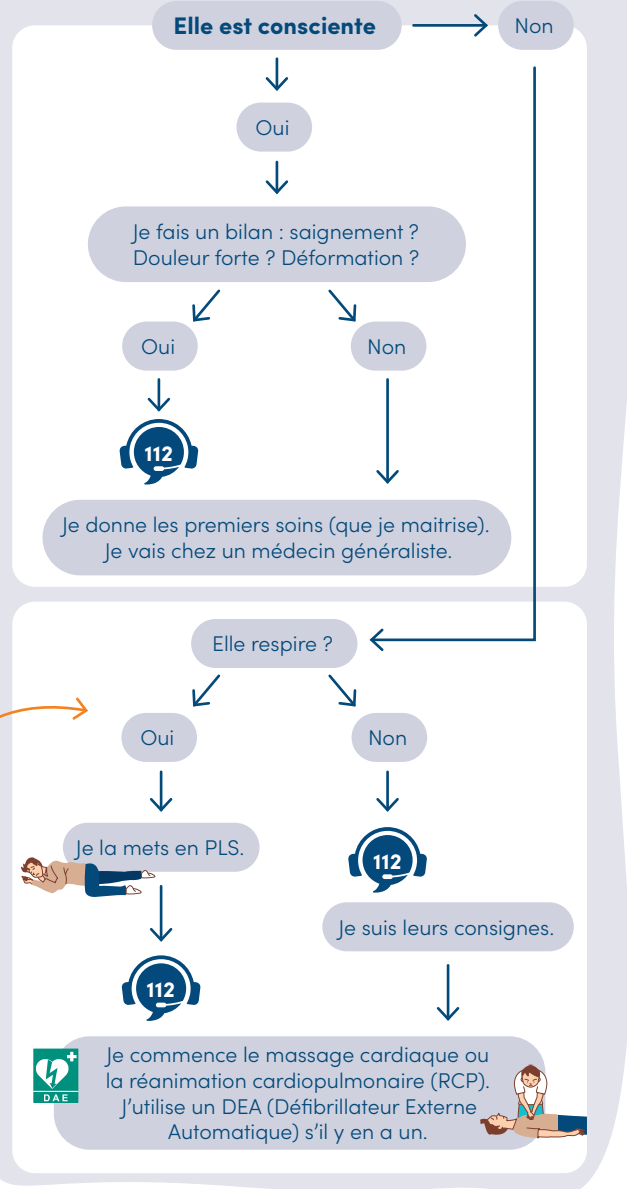 Elle est consciente
Non
Oui
Je fais un bilan : saignement ?
Douleur forte ? Déformation ?
Oui
Non
112
Je donne les premiers soins (que je maitrise).
Je vais chez un médecin généraliste.
Elle respire ?
Oui
Non
Je la mets en PLS.
112
Je suis leurs consignes.
112
Je commence le massage cardiaque ou
la réanimation cardiopulmonaire (RCP).
J’utilise un DEA (Défibrillateur Externe
Automatique) s’il y en a un.
DAE